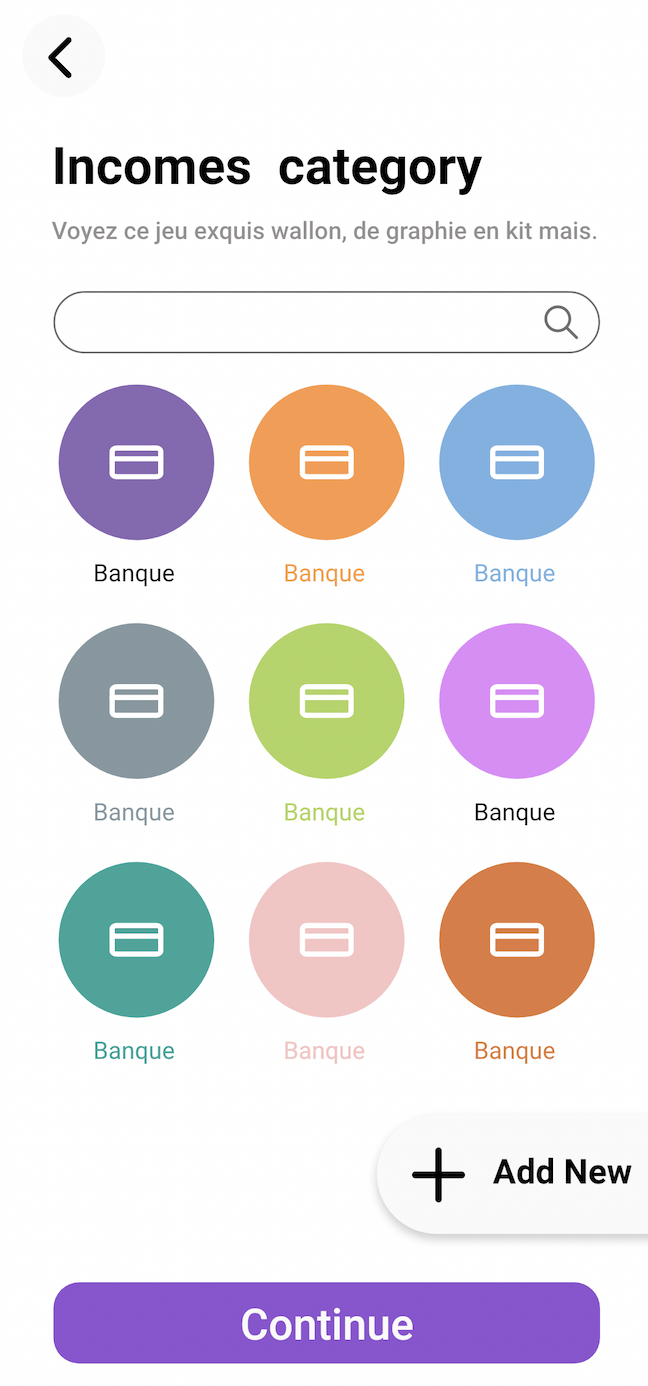 Incomes  category
Voyez ce jeu exquis wallon, de graphie en kit mais.
Banque Banque Banque
Banque Banque Banque
Banque Banque Banque
Add New
Continue